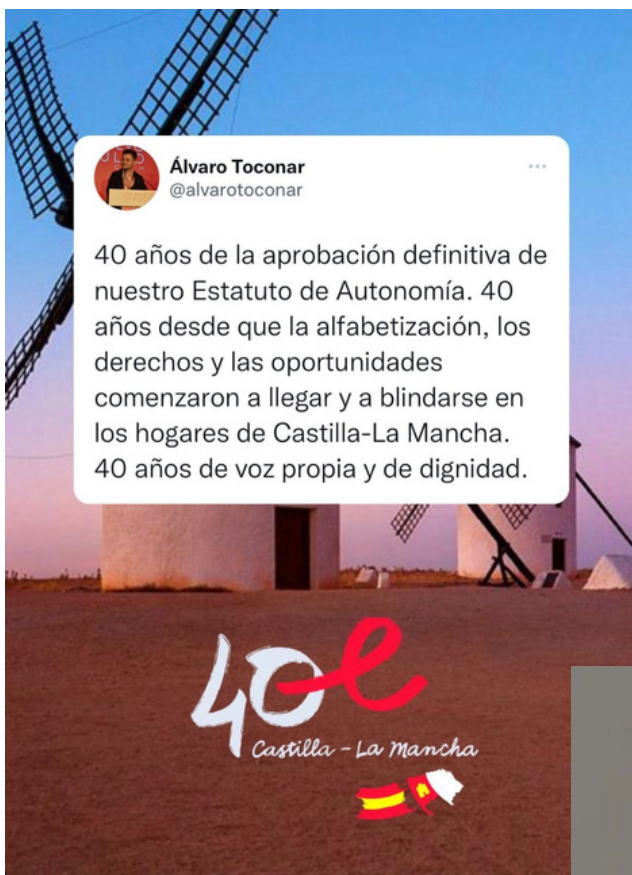 Álvaro Toconar
@alvarotoconar
40 años de la aprobación definitiva de
nuestro Estatuto de Autonomía. 40
años desde que la alfabetización, los
derechos y las oportunidades
comenzaron a llegar y a blindarse en
los hogares de Castilla-La Mancha.
40 años de voz propia y de dignidad.
40e
Castilla-La Mancha